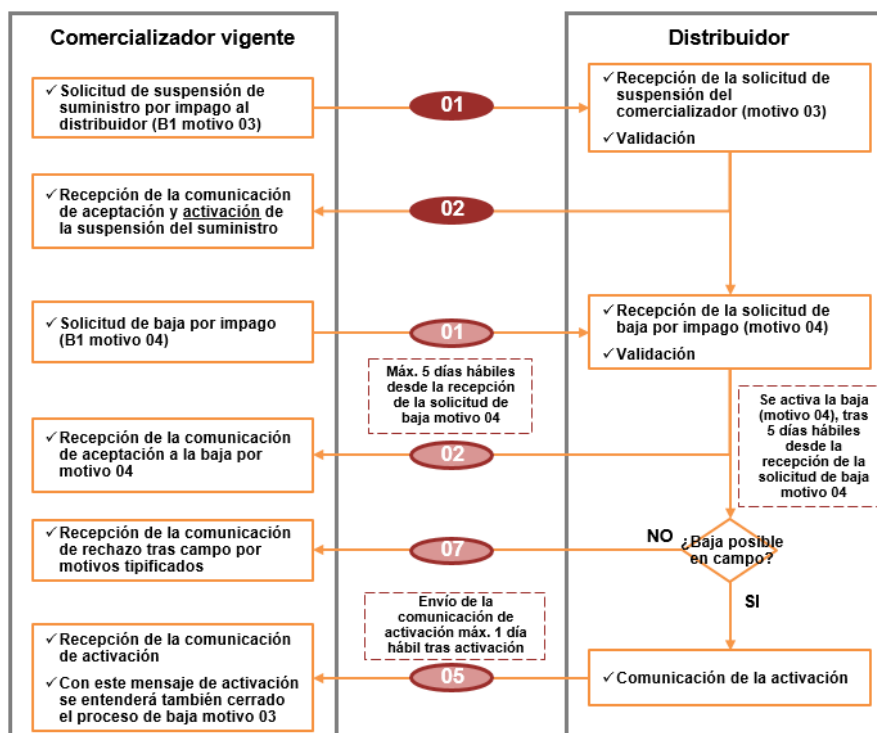 Comercializador vigente
Distribuidor
✓ Solicitud de suspensión de
suministro por impago al
distribuidor (B1 motivo 03)
01
✓ Recepción de la solicitud de
suspensión del
comercializador (motivo 03)
✓ Validación
✓ Recepción de la comunicación
de aceptación y activación de
la suspensión del suministro
02
✓ Solicitud de baja por impago
(B1 motivo 04)
01
✓ Recepción de la solicitud de
baja por impago (motivo 04)
✓ Validación
Máx. 5 días hábiles
desde la recepción
de la solicitud de
baja motivo 04
Se activa la baja
(motivo 04), tras
5 días hábiles
desde la
recepción de la
solicitud de baja
motivo 04
✓ Recepción de la comunicación
de aceptación a la baja por
motivo 04
02
✓ Recepción de la comunicación
de rechazo tras campo por
motivos tipificados
07
NO
¿Baja posible
en campo?
SI
Envío de la
comunicación de
activación máx. 1 día
hábil tras activación
✓ Recepción de la comunicación
de activación
✓ Con este mensaje de activación
se entenderá también cerrado
el proceso de baja motivo 03
05
✓ Comunicación de la activación